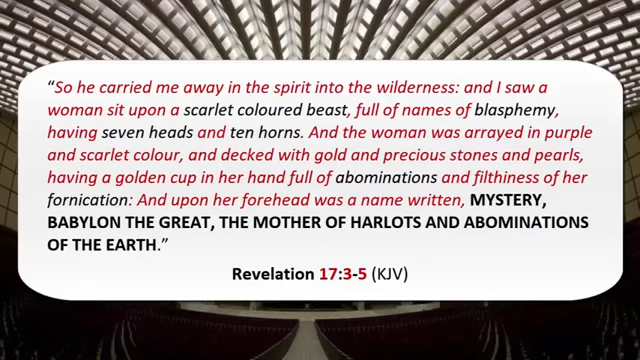 “So he carried me away in the spirit into the wilderness: and I saw a
woman sit upon a scarlet coloured beast, full of names of blasphemy,
having seven heads and ten horns. And the woman was arrayed in purple
and scarlet colour, and decked with gold and precious stones and pearls,
having a golden cup in her hand full of abominations and filthiness of her
fornication: And upon her forehead was a name written, MYSTERY,
BABYLON THE GREAT, THE MOTHER OF HARLOTS AND ABOMINATIONS
OF THE EARTH.”
Revelation 17:3-5 (KJV)